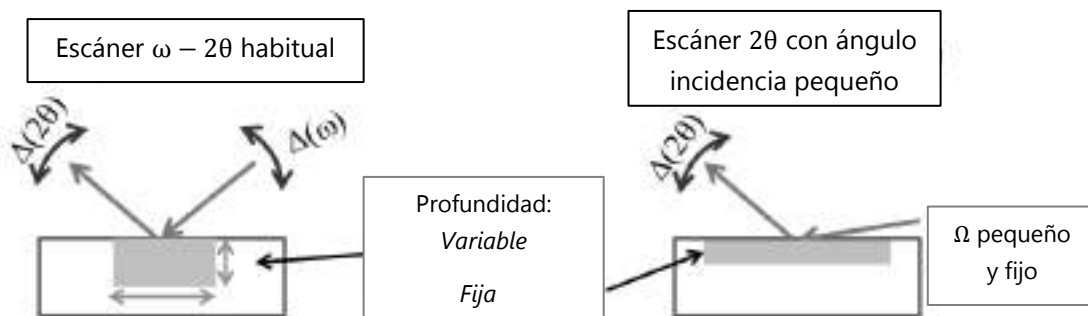 Escáner ω − 2θ habitual
Escáner 2θ con ángulo
incidencia pequeño
Δ(2θ)
Δ(ω)
Δ(2θ)
Profundidad:
Variable
Fija
Ω pequeño
y fijo